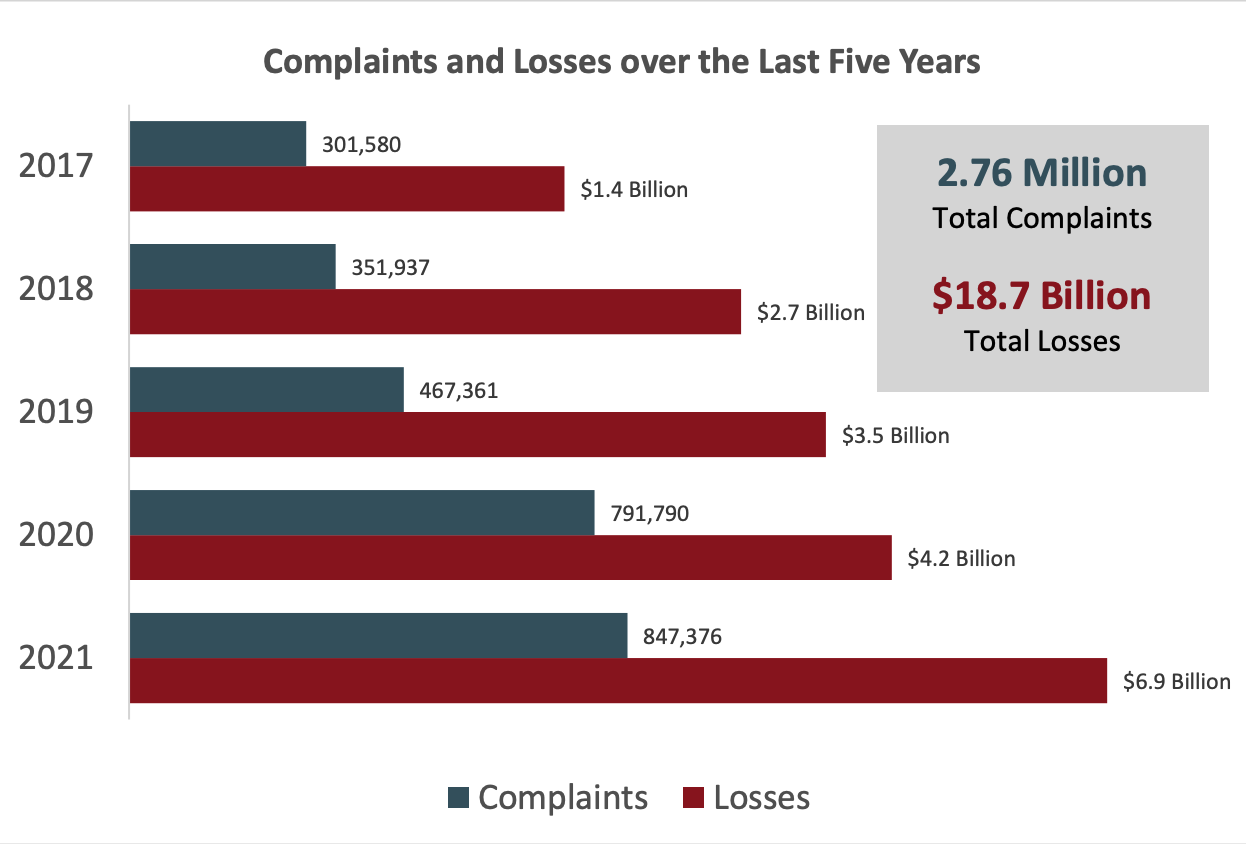 Complaints and Losses over the Last Five Years
2017
301,580
$1.4 Billion
2018
351,937
$2.7 Billion
2019
467,361
$3.5 Billion
2020
791,790
$4.2 Billion
2021
847,376
$6.9 Billion
2.76 Million
Total Complaints
$18.7 Billion
Total Losses
Complaints Losses